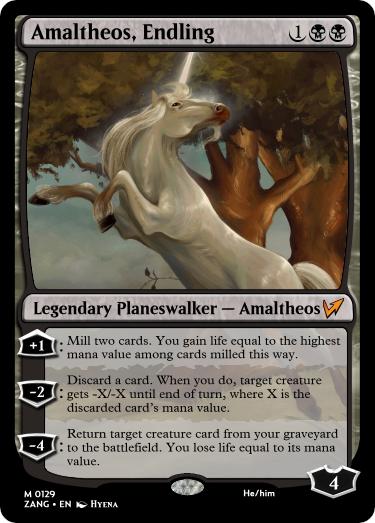 Amaltheos, Endling 1
Legendary Planeswalker — Amaltheos
+1: Mill two cards. You gain life equal to the highest
mana value among cards milled this way.
Discard a card. When you do, target creature
-2: gets -X/-X until end of turn, where X is the
discarded card's mana value.
Return target creature card from your graveyard
-4: to the battlefield. You lose life equal to its mana
value.
4
M 0129 He/him
ZANG • EN Hyena